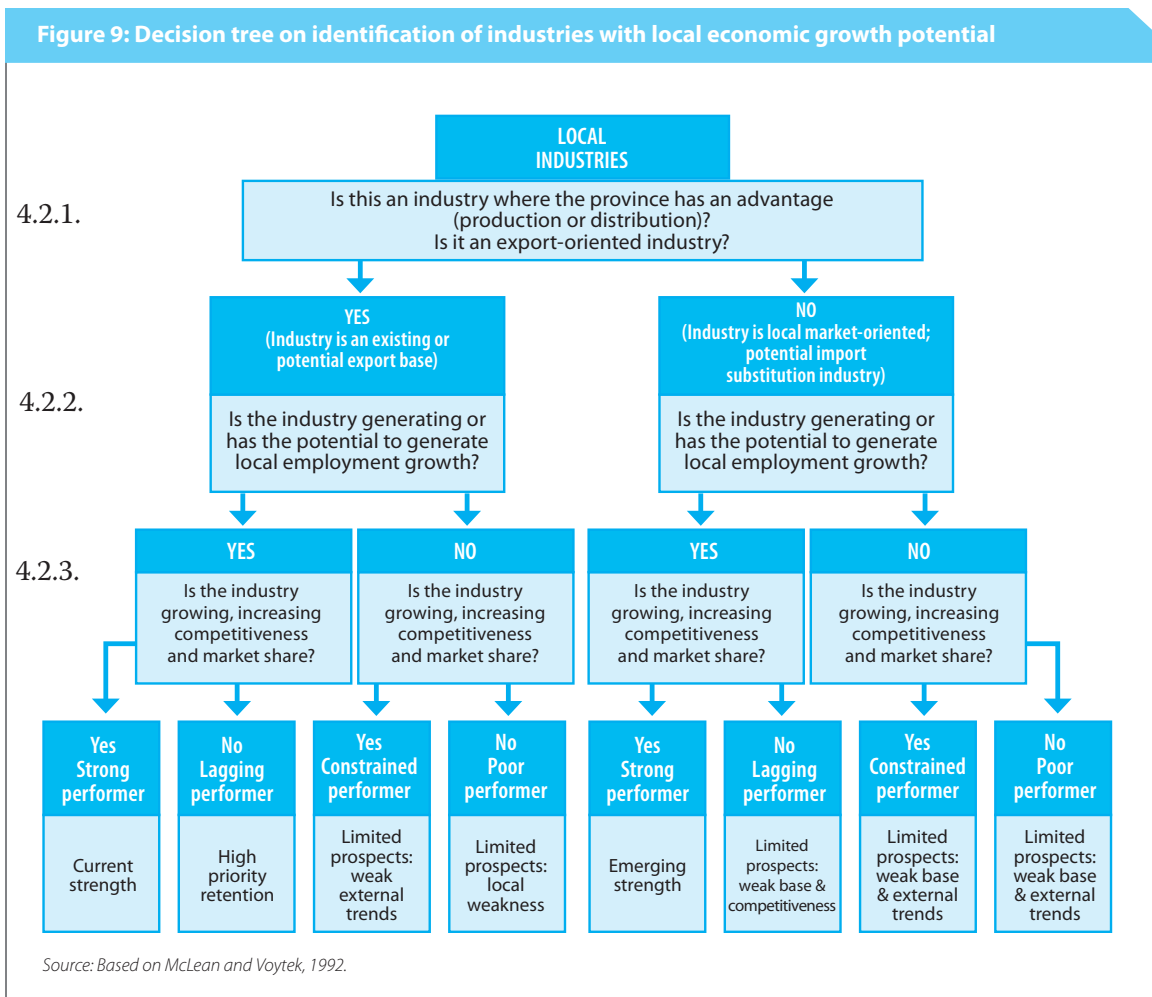 Figure 9: Decision tree on identification of industries with local economic growth potential
LOCAL
INDUSTRIES
4.2.1.
Is this an industry where the province has an advantage
(production or distribution)?
Is it an export-oriented industry?
YES
(Industry is an existing or
potential export base)
NO
(Industry is local market-oriented;
potential import
substitution industry)
4.2.2.
Is the industry generating or
has the potential to generate
local employment growth?
Is the industry generating or
has the potential to generate
local employment growth?
4.2.3.
YES
Is the industry
growing, increasing
competitiveness
and market share?
NO
Is the industry
growing, increasing
competitiveness
and market share?
YES
Is the industry
growing, increasing
competitiveness
and market share?
NO
Is the industry
growing, increasing
competitiveness
and market share?
Yes
Strong
performer
Current
strength
No
Lagging
performer
High
priority
retention
Yes
Constrained
performer
Limited
prospects:
weak
external
trends
No
Poor
performer
Limited
prospects:
local
weakness
Yes
Strong
performer
Emerging
strength
No
Lagging
performer
Limited
prospects:
weak base &
competitiveness
Yes
Constrained
performer
Limited
prospects:
weak base
& external
trends
No
Poor
performer
Limited
prospects:
weak base
& external
trends
Source: Based on McLean and Voytek, 1992.